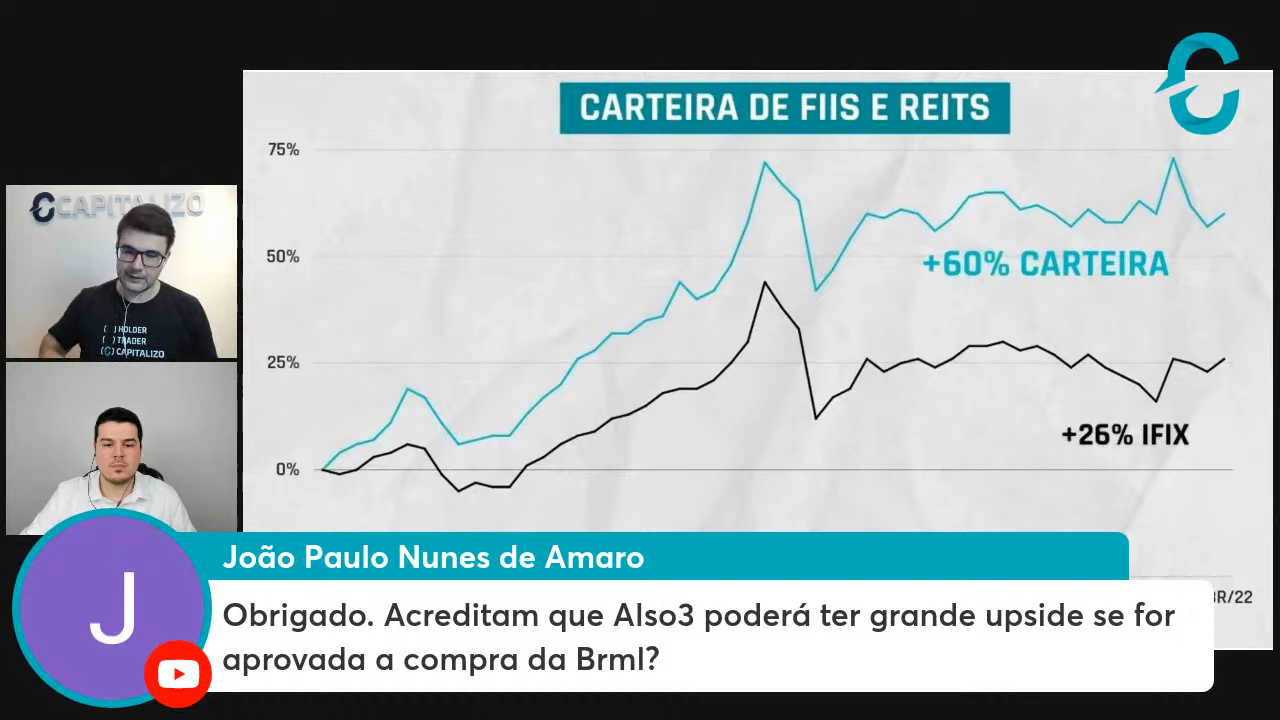 CARTEIRA DE FIIS E REITS
75%
50%
25%
0%
+60% CARTEIRA
+26% IFIX
CAPITALIZO
( ) HOLDER
( ) TRADER
( ) CAPITALIZO
J
João Paulo Nunes de Amaro
Obrigado. Acreditam que Also3 poderá ter grande upside se for
aprovada a compra da Brml?
/22